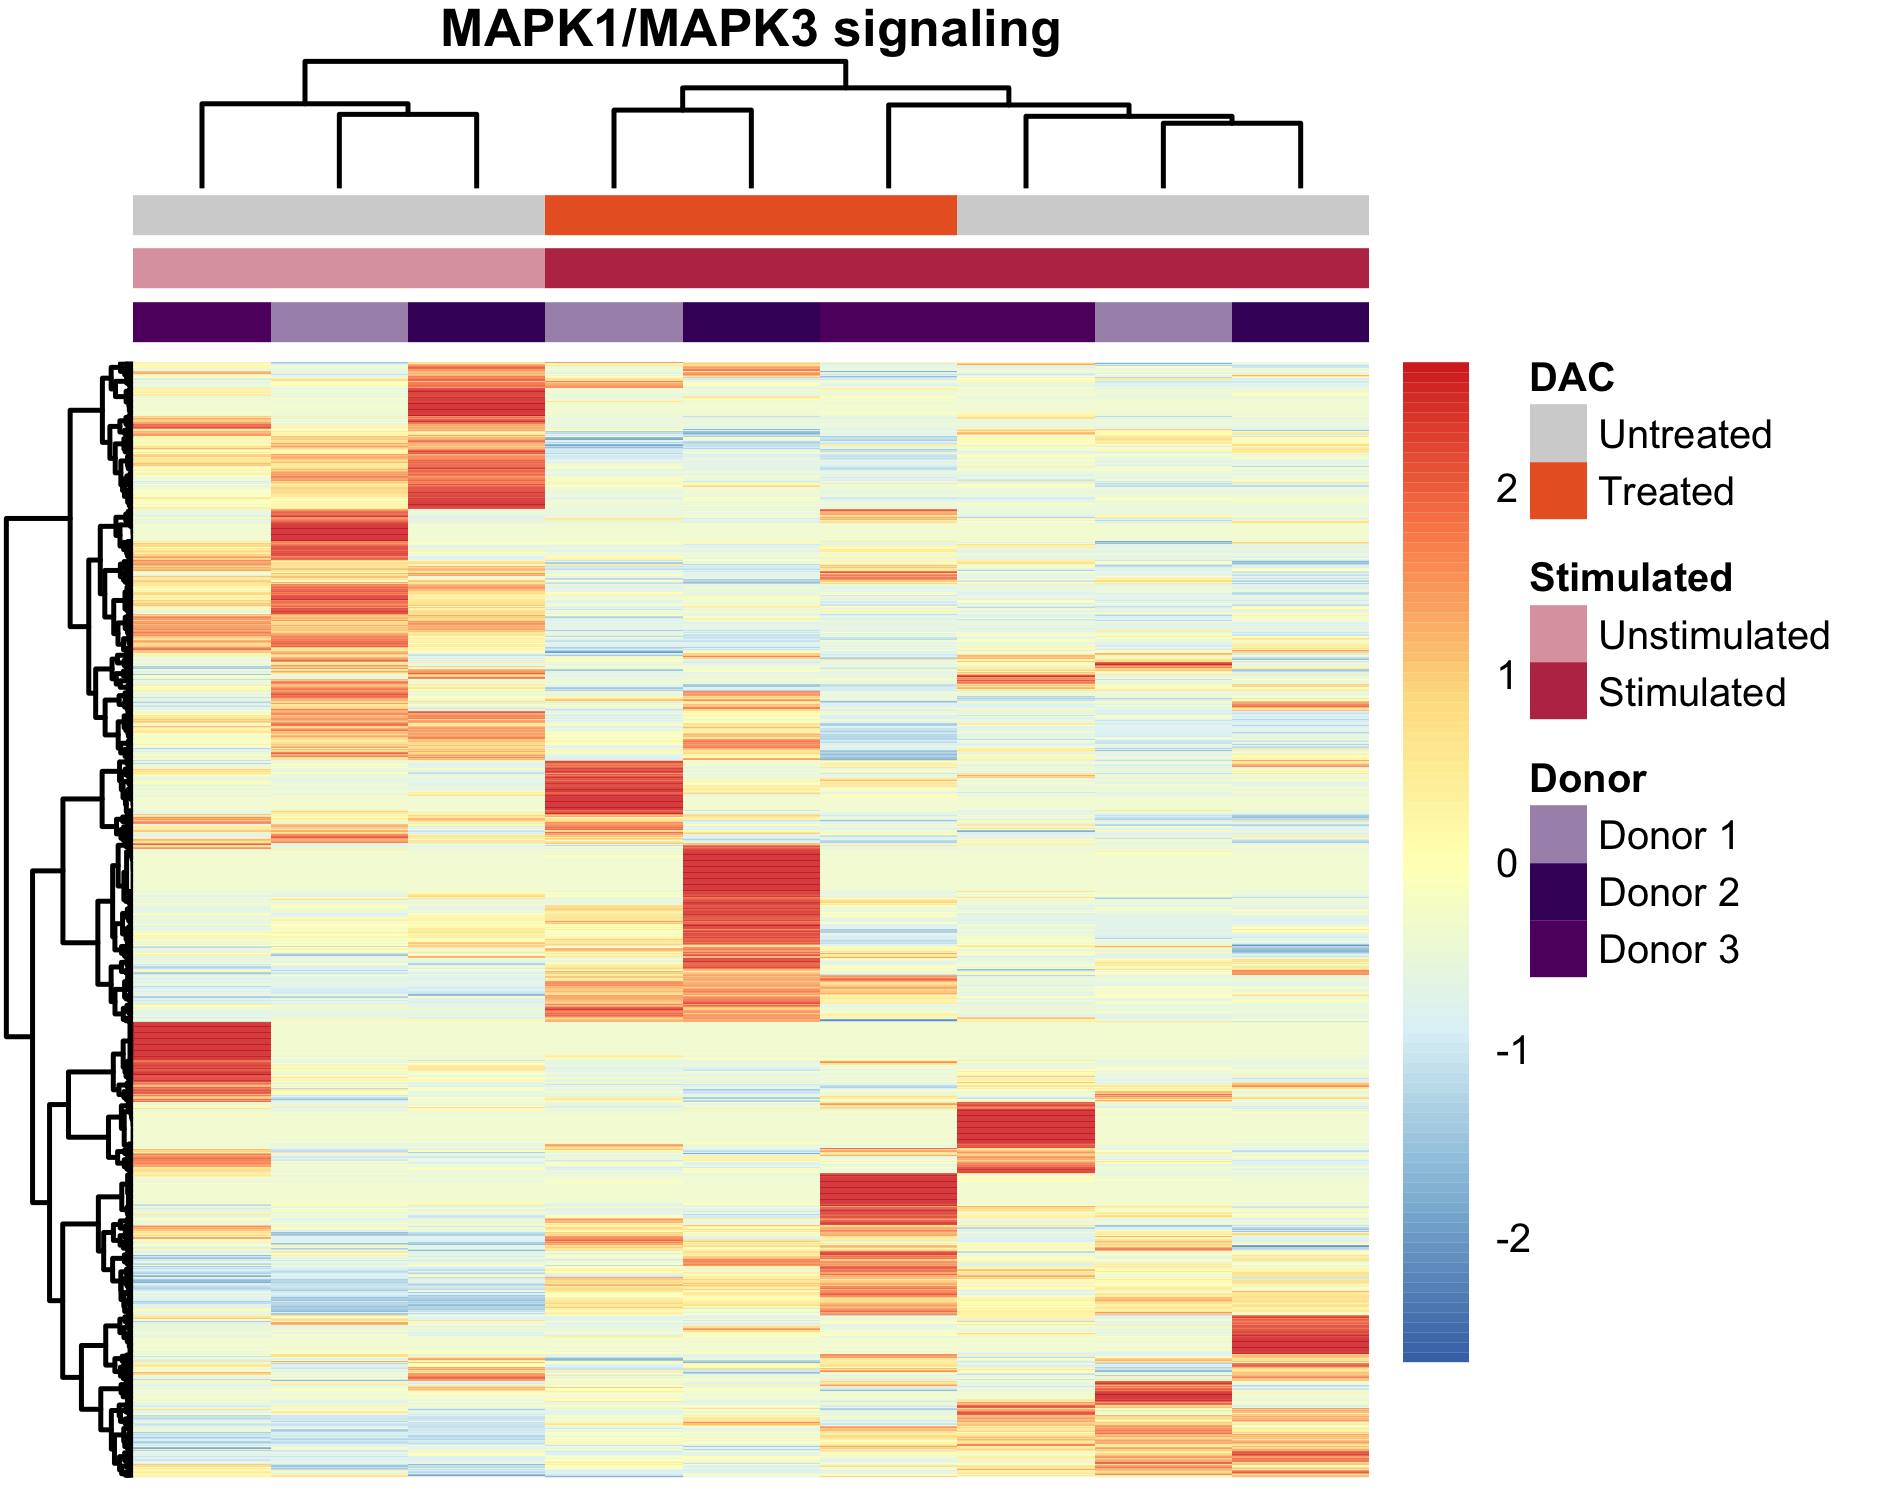 MAPK1/MAPK3 signaling
2
1
0
-1
-2
DAC
Untreated
Treated
Stimulated
Unstimulated
Stimulated
Donor
Donor 1
Donor 2
Donor 3